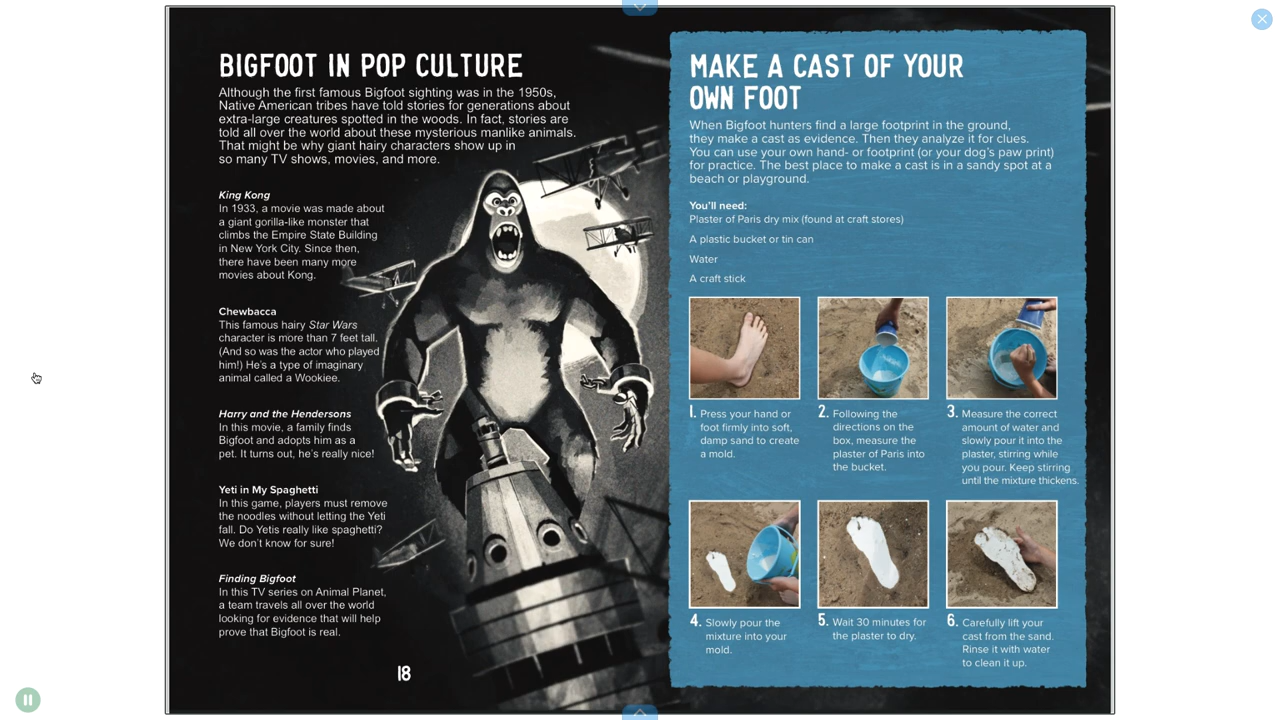 BIGFOOT IN POP CULTURE
Although the first famous Bigfoot sighting was in the 1950s,
Native American tribes have told stories for generations about
extra-large creatures spotted in the woods. In fact, stories are
told all over the world about these mysterious manlike animals.
That might be why giant hairy characters show up in
so many TV shows, movies, and more.
King Kong
In 1933, a movie was made about
a giant gorilla-like monster that
climbs the Empire State Building
in New York City. Since then,
there have been many more
movies about Kong.
Chewbacca
This famous hairy Star Wars
character is more than 7 feet tall.
(And so was the actor who played
him!) He's a type of imaginary
animal called a Wookiee.
Harry and the Hendersons
In this movie, a family finds
Bigfoot and adopts him as a
pet. It turns out, he's really nice!
Yeti in My Spaghetti
In this game, players must remove
the noodles without letting the Yeti
fall. Do Yetis really like spaghetti?
We don't know for sure!
Finding Bigfoot
In this TV series on Animal Planet,
a team travels all over the world
looking for evidence that will help
prove that Bigfoot is real.
18
MAKE A CAST OF YOUR
OWN FOOT
When Bigfoot hunters find a large footprint in the ground,
they make a cast as evidence. Then they analyze it for clues.
You can use your own hand- or footprint (or your dog's paw print)
for practice. The best place to make a cast is in a sandy spot at a
beach or playground.
You'll need:
Plaster of Paris dry mix (found at craft stores)
A plastic bucket or tin can
Water
A craft stick
1. Press your hand or
foot firmly into soft,
damp sand to create
a mold.
2. Following the
directions on the
box, measure the
plaster of Paris into
the bucket.
3. Measure the correct
amount of water and
slowly pour it into the
plaster, stirring while
you pour. Keep stirring
until the mixture thickens.
4. Slowly pour the
mixture into your
mold.
5. Wait 30 minutes for
the plaster to dry.
6. Carefully lift your
cast from the sand.
Rinse it with water
to clean it up.